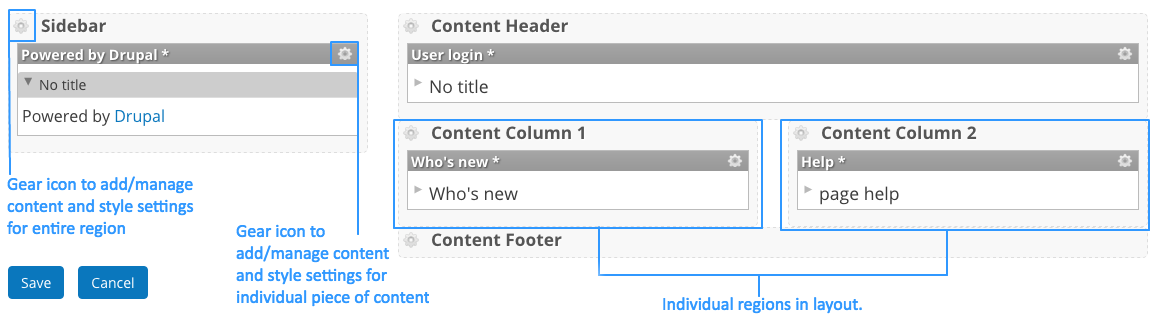 Sidebar
Powered by Drupal *
No title
Powered by Drupal
Gear icon to add/manage
content and style settings
for entire region
Gear icon to
add/manage content
and style settings for
individual piece of content
Save
Cancel
Content Header
User login *
No title
Content Column 1
Who's new *
Who's new
Content Column 2
Help *
page help
Content Footer
Individual regions in layout.